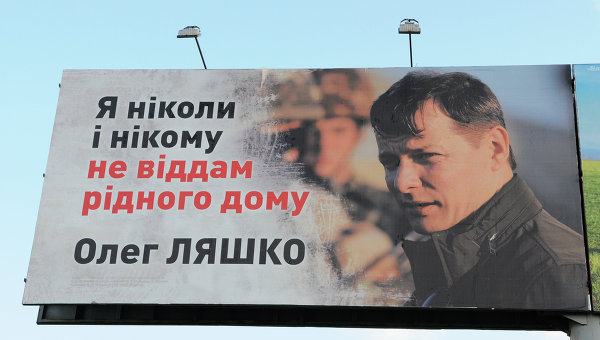 Я ніколи
і нікому
не віддам
рідного дому
Олег ЛЯШКО